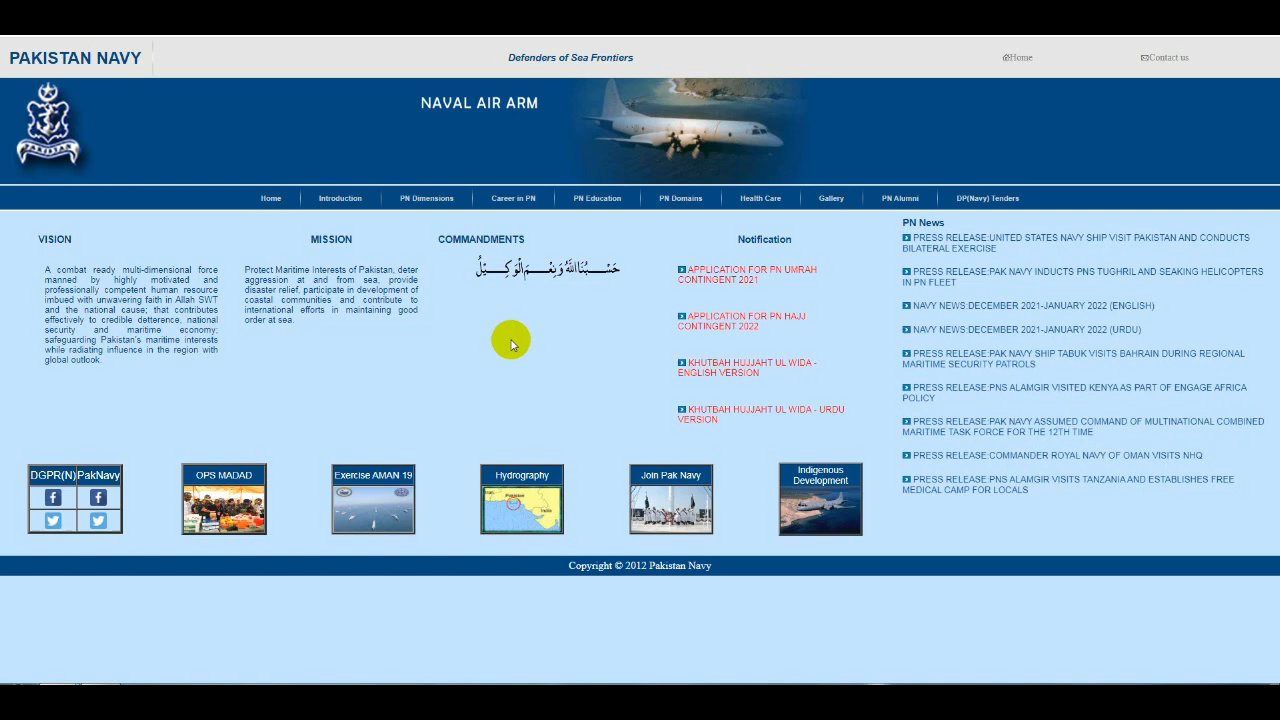 PAKISTAN NAVY
Defenders of Sea Frontiers
Home
Contact us
NAVAL AIR ARM
PAKISTAN
Home
Introduction
PN Dimensions
Career in PN
PN Education
PN Domains
Health Care
Gallery
PN Alumni
DP(Navy) Tenders
VISION
A combat ready multi-dimensional force
manned by highly motivated and
professionally competent human resource
imbued with unwavering faith in Allah SWT
and the national cause; that contributes
effectively to credible detterence, national
security and maritime economy;
safeguarding Pakistan's maritime interests
while radiating influence in the region with
global outlook.
MISSION
Protect Maritime Interests of Pakistan, deter
aggression at and from sea, provide
disaster relief, participate in development of
coastal communities and contribute to
international efforts in maintaining good
order at sea.
COMMANDMENTS
حَسْبُنَا اللَّهُ وَنِعْمَ الْوَكِيلُ
Notification
APPLICATION FOR PN UMRAH
CONTINGENT 2021
APPLICATION FOR PN HAJJ
CONTINGENT 2022
KHUTBAH HUJJAHT UL WIDA -
ENGLISH VERSION
KHUTBAH HUJJAHT UL WIDA - URDU
VERSION
PN News
PRESS RELEASE:UNITED STATES NAVY SHIP VISIT PAKISTAN AND CONDUCTS
BILATERAL EXERCISE
PRESS RELEASE:PAK NAVY INDUCTS PNS TUGHRIL AND SEAKING HELICOPTERS
IN PN FLEET
NAVY NEWS:DECEMBER 2021-JANUARY 2022 (ENGLISH)
NAVY NEWS:DECEMBER 2021-JANUARY 2022 (URDU)
PRESS RELEASE:PAK NAVY SHIP TABUK VISITS BAHRAIN DURING REGIONAL
MARITIME SECURITY PATROLS
PRESS RELEASE:PNS ALAMGIR VISITED KENYA AS PART OF ENGAGE AFRICA
POLICY
PRESS RELEASE:PAK NAVY ASSUMED COMMAND OF MULTINATIONAL COMBINED
MARITIME TASK FORCE FOR THE 12TH TIME
PRESS RELEASE:COMMANDER ROYAL NAVY OF OMAN VISITS NHQ
PRESS RELEASE:PNS ALAMGIR VISITS TANZANIA AND ESTABLISHES FREE
MEDICAL CAMP FOR LOCALS
DGPR(N)
PakNavy
OPS MADAD
Exercise AMAN 19
Hydrography
Pakistan
India
Join Pak Navy
Indigenous
Development
Copyright © 2012 Pakistan Navy